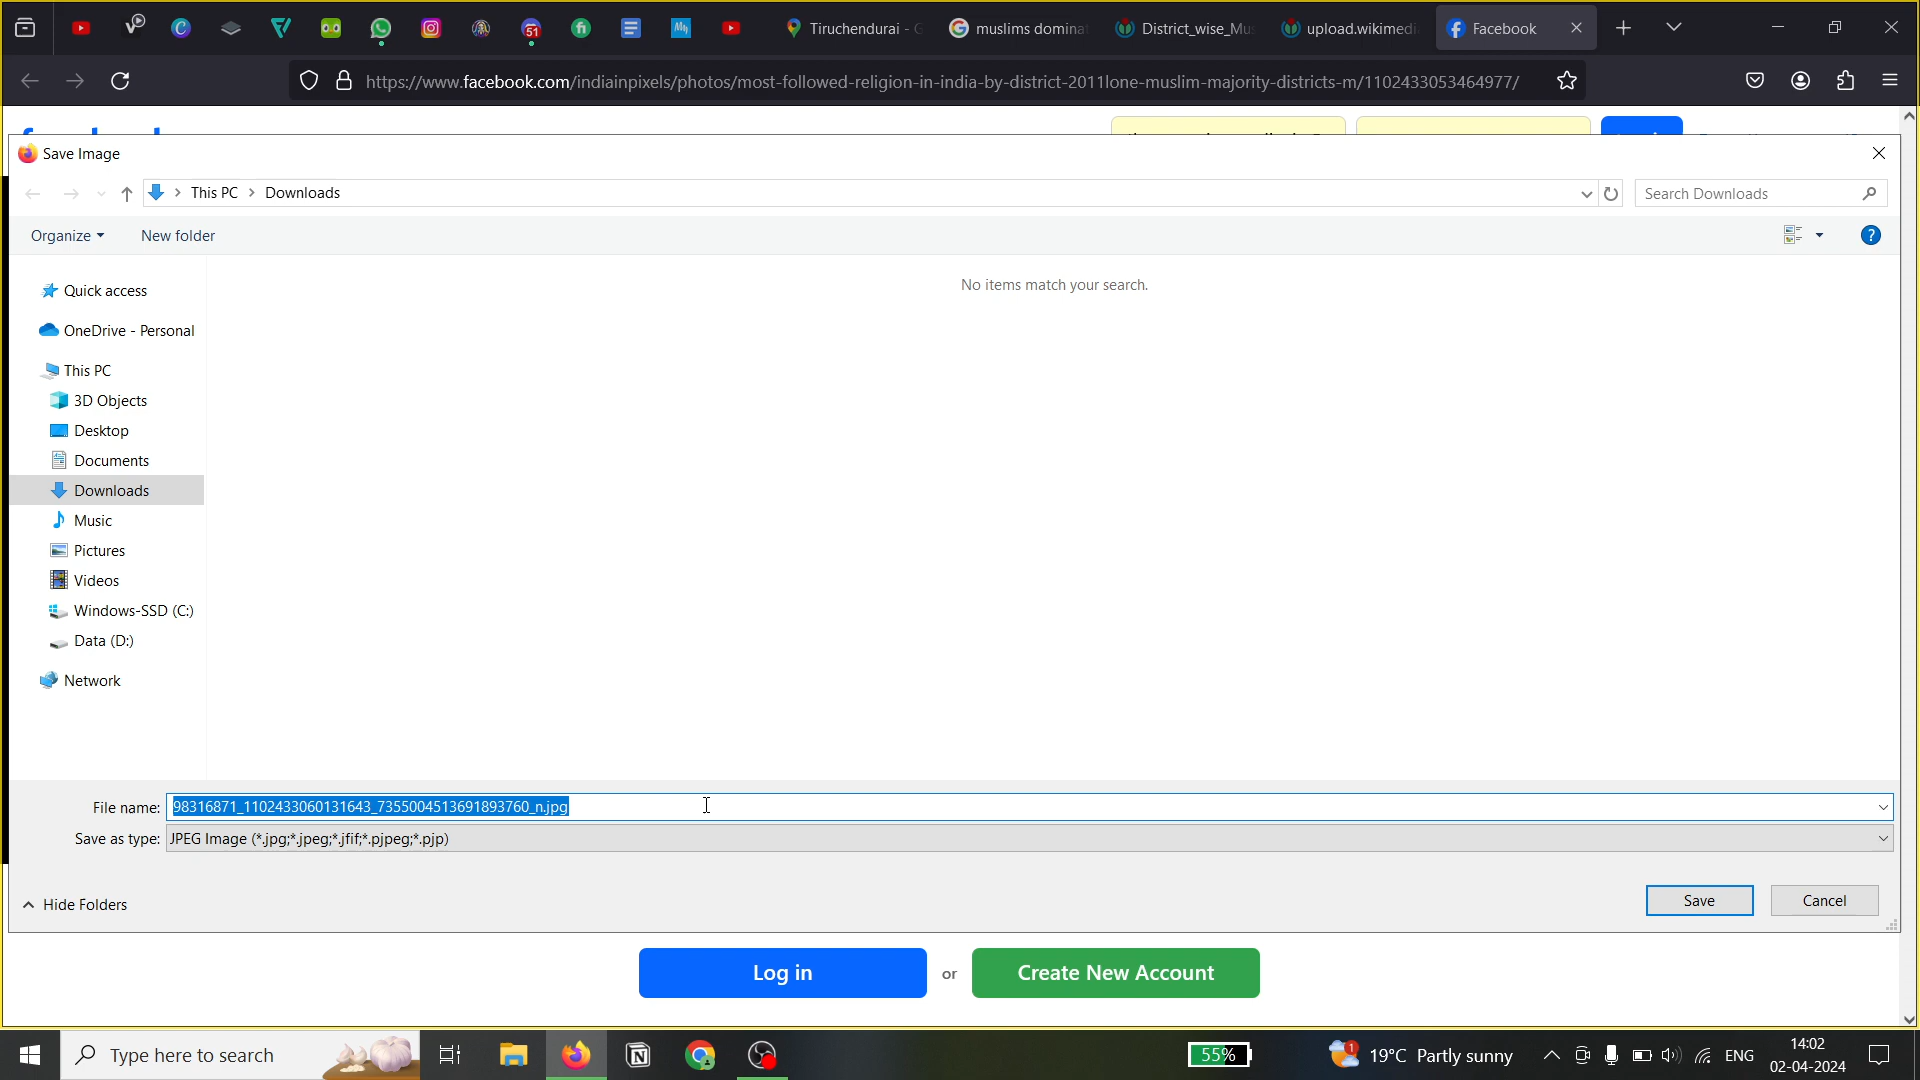 51
Tiruchendurai - G
muslims domina
District_wise_Mus
upload.wikimedi
Facebook
https://www.facebook.com/indiainpixels/photos/most-followed-religion-in-india-by-district-2011lone-muslim-majority-districts-m/1102433053464977/
Save Image
This PC > Downloads
Search Downloads
Organize
New folder
?
No items match your search.
Quick access
OneDrive - Personal
This PC
3D Objects
Desktop
Documents
Downloads
Music
Pictures
Videos
Windows-SSD (C:)
Data (D:)
Network
File name: 98316871_1102433060131643_7355004513691893760_n.jpg
Save as type: JPEG Image (*.jpg;*.jpeg;*.jfif;*.pjpeg;*.pjp)
Hide Folders
Save
Cancel
Log in
or
Create New Account
Type here to search
55%
1
19°C Partly sunny
ENG
14:02
02-04-2024